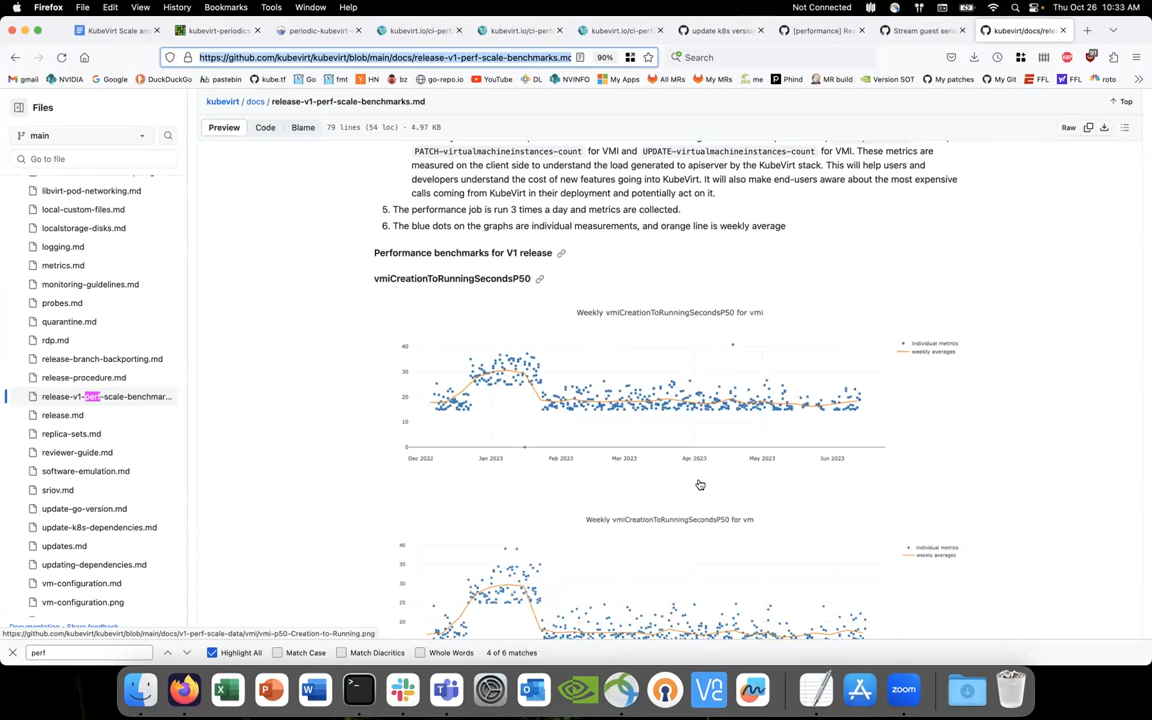 Firefox File Edit View History Bookmarks Tools Window Help Not Connected Thu Oct 26 10:33 AM
KubeVirt Scale and kubevirt-periodics periodic-kubevirt- kubevirt.io/ci-perf kubevirt.io/ci-perf kubevirt.io/ci-perf update k8s version [performance] Re Stream guest seri kubevirt/docs/rele
https://github.com/kubevirt/kubevirt/blob/main/docs/release-v1-perf-scale-benchmarks.md 90% Search
gmail NVIDIA Google DuckDuckGo pastebin gke.tf go-repo.io YouTube DL NVINFO My Apps All MRs My MRs Phind MR build Version SOT My patches My Git FFL FFL roto
Files
kubevirt / docs / release-v1-perf-scale-benchmarks.md
Top
main
Preview Code Blame 79 lines (54 loc) · 4.97 KB
Raw
Go to file
libvirt-pod-networking.md
local-custom-files.md
localstorage-disks.md
logging.md
metrics.md
monitoring-guidelines.md
probes.md
quarantine.md
rdp.md
release-branch-backporting.md
release-procedure.md
release-v1-perf-scale-benchmar...
release.md
replica-sets.md
reviewer-guide.md
software-emulation.md
sriov.md
update-go-version.md
update-k8s-dependencies.md
updates.md
updating-dependencies.md
vm-configuration.md
vm-configuration.png
Documentation · Share feedback
PATCH-virtualmachineinstances-count for VMI and UPDATE-virtualmachineinstances-count for VMI. These metrics are
measured on the client side to understand the load generated to apiserver by the KubeVirt stack. This will help users and
developers understand the cost of new features going into KubeVirt. It will also make end-users aware about the most expensive
calls coming from KubeVirt in their deployment and potentially act on it.
5. The performance job is run 3 times a day and metrics are collected.
6. The blue dots on the graphs are individual measurements, and orange line is weekly average
Performance benchmarks for V1 release
vmiCreationToRunningSecondsP50
Weekly vmiCreationToRunningSecondsP50 for vmi
individual metrics
weekly averages
40
30
20
10
0
Dec 2022 Jan 2023 Feb 2023 Mar 2023 Apr 2023 May 2023 Jun 2023
Weekly vmiCreationToRunningSecondsP50 for vm
individual metrics
weekly averages
40
35
30
25
20
https://github.com/kubevirt/kubevirt/blob/main/docs/v1-perf-scale-data/vmi/vmi-p50-Creation-to-Running.png
perf
Highlight All Match Case Match Diacritics Whole Words 4 of 6 matches
zoom